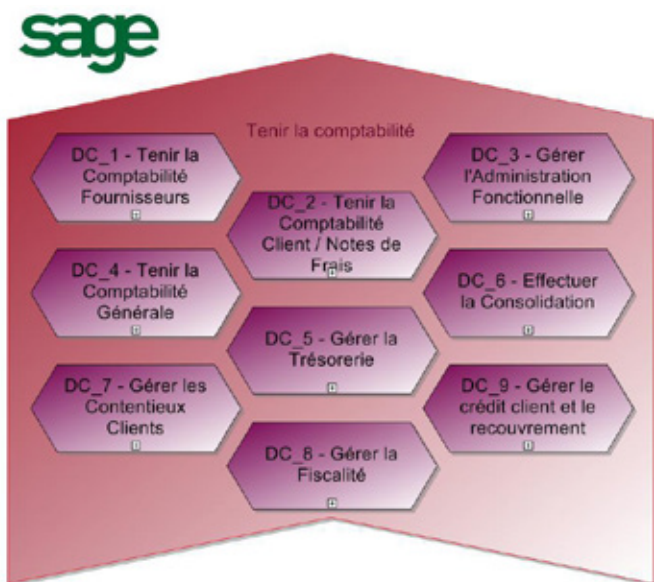 sage
Tenir la comptabilité
DC_1 - Tenir la
Comptabilité
Fournisseurs
DC_2 - Tenir la
Comptabilité
Client / Notes de
Frais
DC_3 - Gérer
l'Administration
Fonctionnelle
DC_4 - Tenir la
Comptabilité
Générale
DC_5 - Gérer la
Trésorerie
DC_6 - Effectuer
la Consolidation
DC_7 - Gérer les
Contentieux
Clients
DC_8 - Gérer la
Fiscalité
DC_9 - Gérer le
crédit client et le
recouvrement